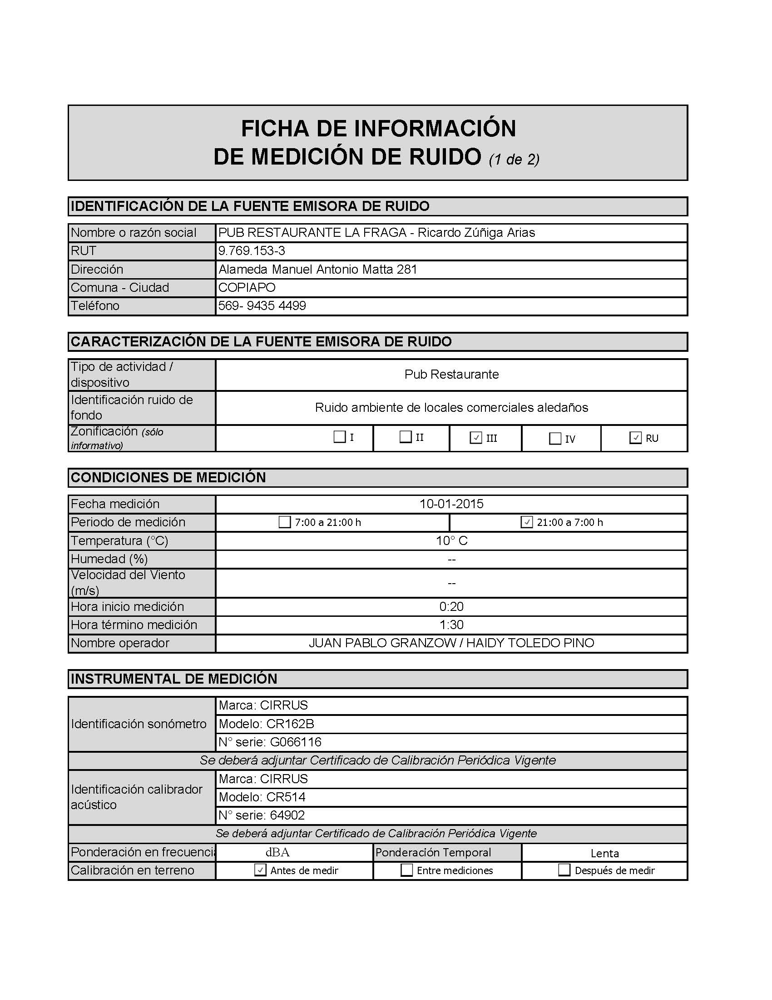 FICHA DE INFORMACIÓN
DE MEDICIÓN DE RUIDO (1 de 2)
IDENTIFICACIÓN DE LA FUENTE EMISORA DE RUIDO
Nombre o razón social PUB RESTAURANTE LA FRAGA - Ricardo Zúñiga Arias
RUT 9.769.153-3
Dirección Alameda Manuel Antonio Matta 281
Comuna - Ciudad COPIAPO
Teléfono 569- 9435 4499
CARACTERIZACIÓN DE LA FUENTE EMISORA DE RUIDO
Tipo de actividad /
dispositivo
Pub Restaurante
Identificación ruido de
fondo
Ruido ambiente de locales comerciales aledaños
Zonificación (sólo
informativo)
☐ I ☐ II ☑ III ☐ IV ☑ RU
CONDICIONES DE MEDICIÓN
Fecha medición 10-01-2015
Periodo de medición ☐ 7:00 a 21:00 h ☑ 21:00 a 7:00 h
Temperatura (°C) 10° C
Humedad (%) --
Velocidad del Viento
(m/s)
--
Hora inicio medición 0:20
Hora término medición 1:30
Nombre operador JUAN PABLO GRANZOW / HAIDY TOLEDO PINO
INSTRUMENTAL DE MEDICIÓN
Identificación sonómetro
Marca: CIRRUS
Modelo: CR162B
N° serie: G066116
Se deberá adjuntar Certificado de Calibración Periódica Vigente
Identificación calibrador
acústico
Marca: CIRRUS
Modelo: CR514
N° serie: 64902
Se deberá adjuntar Certificado de Calibración Periódica Vigente
Ponderación en frecuenci dBA Ponderación Temporal Lenta
Calibración en terreno ☑ Antes de medir ☐ Entre mediciones ☐ Después de medir